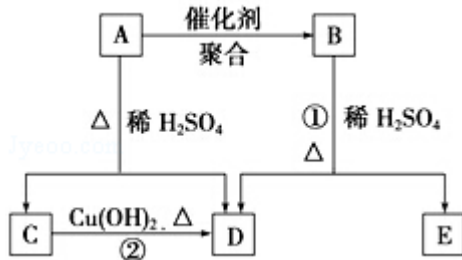 A 催化剂 B
聚合
△ 稀 H₂SO₄
① 稀 H₂SO₄
△
C Cu(OH)₂、△ D E
②